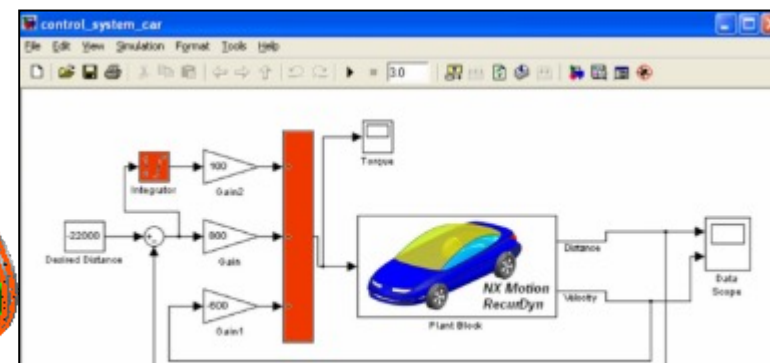 control_system_car
File Edit View Simulation Format Tools Help
3.0
Torque
100
Integrator
Gain2
-22000
800
Desired Distance
Gain
Distance
NX Motion
RecurDyn
Velocity
Data
Scope
-600
Gain1
Plant Block